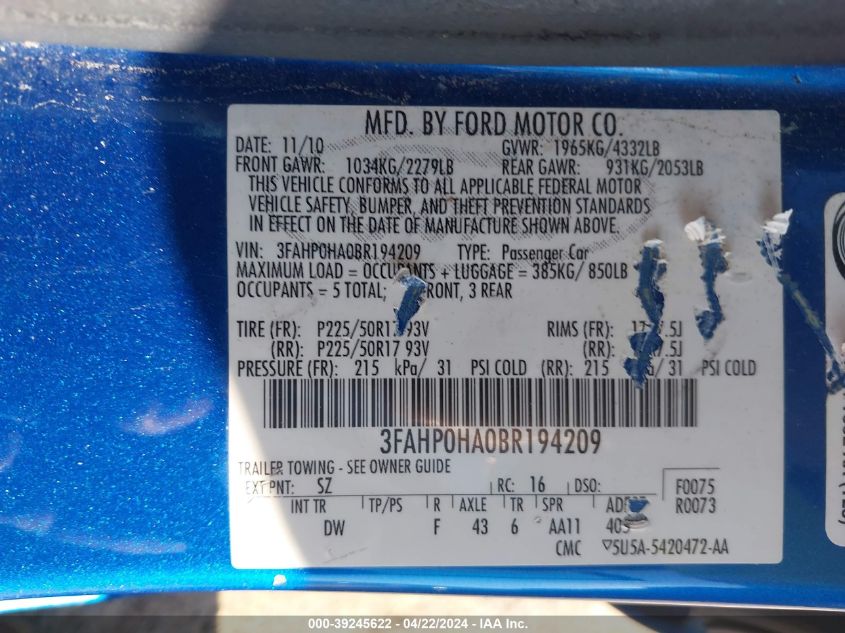 MFD. BY FORD MOTOR CO.
DATE: 11/10 GVWR: 1965KG/4332LB
FRONT GAWR: 1034KG/2279LB REAR GAWR: 931KG/2053LB
THIS VEHICLE CONFORMS TO ALL APPLICABLE FEDERAL MOTOR
VEHICLE SAFETY, BUMPER, AND THEFT PREVENTION STANDARDS
IN EFFECT ON THE DATE OF MANUFACTURE SHOWN ABOVE.
VIN: 3FAHP0HA0BR194209 TYPE: Passenger Car
MAXIMUM LOAD = OCCUPANTS + LUGGAGE = 385KG/ 850LB
OCCUPANTS = 5 TOTAL; 3 REAR
TIRE (FR): P225/50R17 93V RIMS (FR):
(RR): P225/50R17 93V (RR):
PRESSURE (FR): 215 kPa/ 31 PSI COLD (RR): 215 / 31 PSI COLD
3FAHP0HA0BR194209
TRAILER TOWING - SEE OWNER GUIDE
EXT PNT: SZ RC: 16 DSO: F0075
INT TR TP/PS R AXLE TR SPR R0073
DW F 43 6 AA11
CMC ▽5U5A-5420472-AA
000-39245622 - 04/22/2024 - IAA Inc.